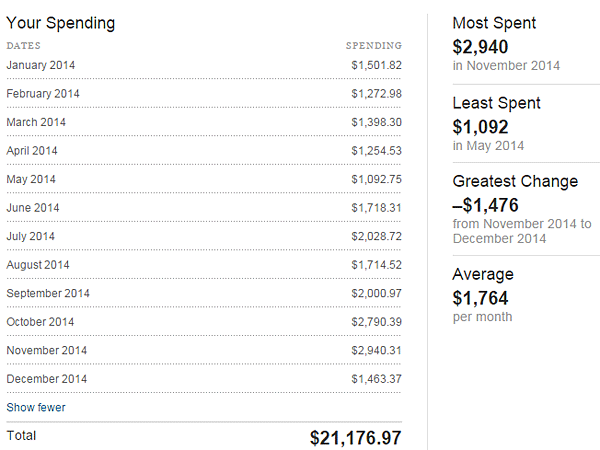 Your Spending
DATES SPENDING
January 2014 $1,501.82
February 2014 $1,272.98
March 2014 $1,398.30
April 2014 $1,254.53
May 2014 $1,092.75
June 2014 $1,718.31
July 2014 $2,028.72
August 2014 $1,714.52
September 2014 $2,000.97
October 2014 $2,790.39
November 2014 $2,940.31
December 2014 $1,463.37
Show fewer
Total $21,176.97
Most Spent
$2,940
in November 2014
Least Spent
$1,092
in May 2014
Greatest Change
–$1,476
from November 2014 to
December 2014
Average
$1,764
per month